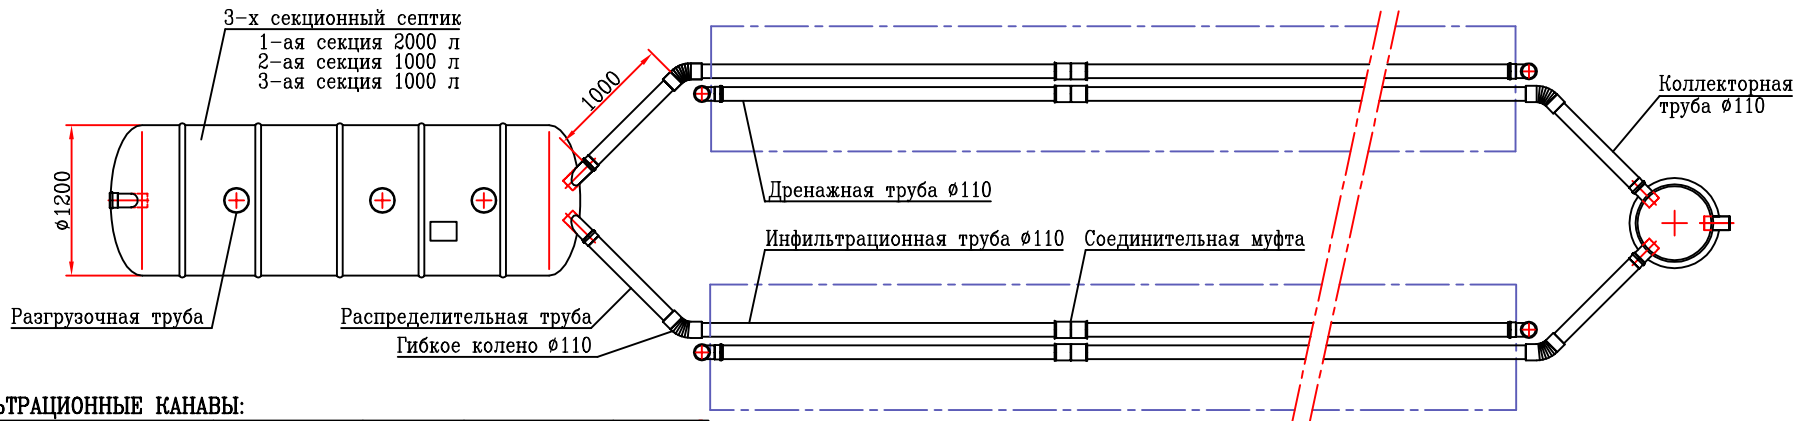 3-х секционный септик
1-ая секция 2000 л
2-ая секция 1000 л
3-ая секция 1000 л
1000
Коллекторная
труба Ø110
Ø1200
Дренажная труба Ø110
Инфильтрационная труба Ø110
Соединительная муфта
Разгрузочная труба
Распределительная труба
Гибкое колено Ø110
ЬТРАЦИОННЫЕ КАНАВЫ: